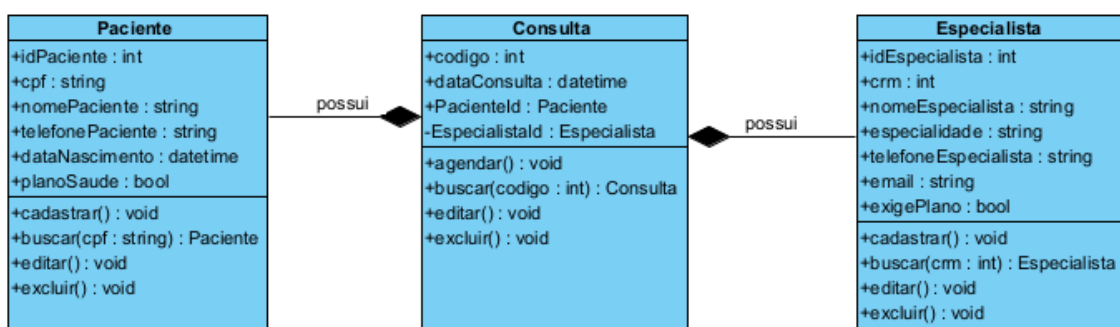 Paciente
+idPaciente : int
+cpf : string
+nomePaciente : string
+telefonePaciente : string
+dataNascimento : datetime
+planoSaude : bool
+cadastrar() : void
+buscar(cpf : string) : Paciente
+editar() : void
+excluir() : void
possui
Consulta
+codigo : int
+dataConsulta : datetime
+PacienteId : Paciente
-EspecialistaId : Especialista
+agendar() : void
+buscar(codigo : int) : Consulta
+editar() : void
+excluir() : void
possui
Especialista
+idEspecialista : int
+crm : int
+nomeEspecialista : string
+especialidade : string
+telefoneEspecialista : string
+email : string
+exigePlano : bool
+cadastrar() : void
+buscar(crm : int) : Especialista
+editar() : void
+excluir() : void